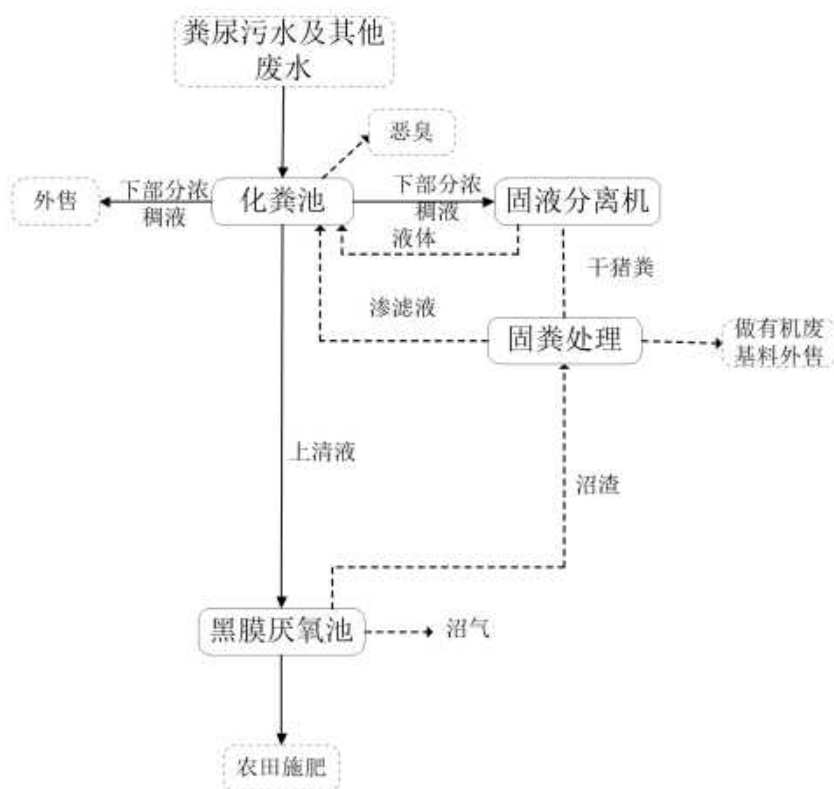 粪尿污水及其他
废水
恶臭
外售
下部分浓
稠液
化粪池
下部分浓
稠液
固液分离机
液体
干猪粪
渗滤液
固粪处理
做有机废
基料外售
上清液
沼渣
黑膜厌氧池
沼气
农田施肥